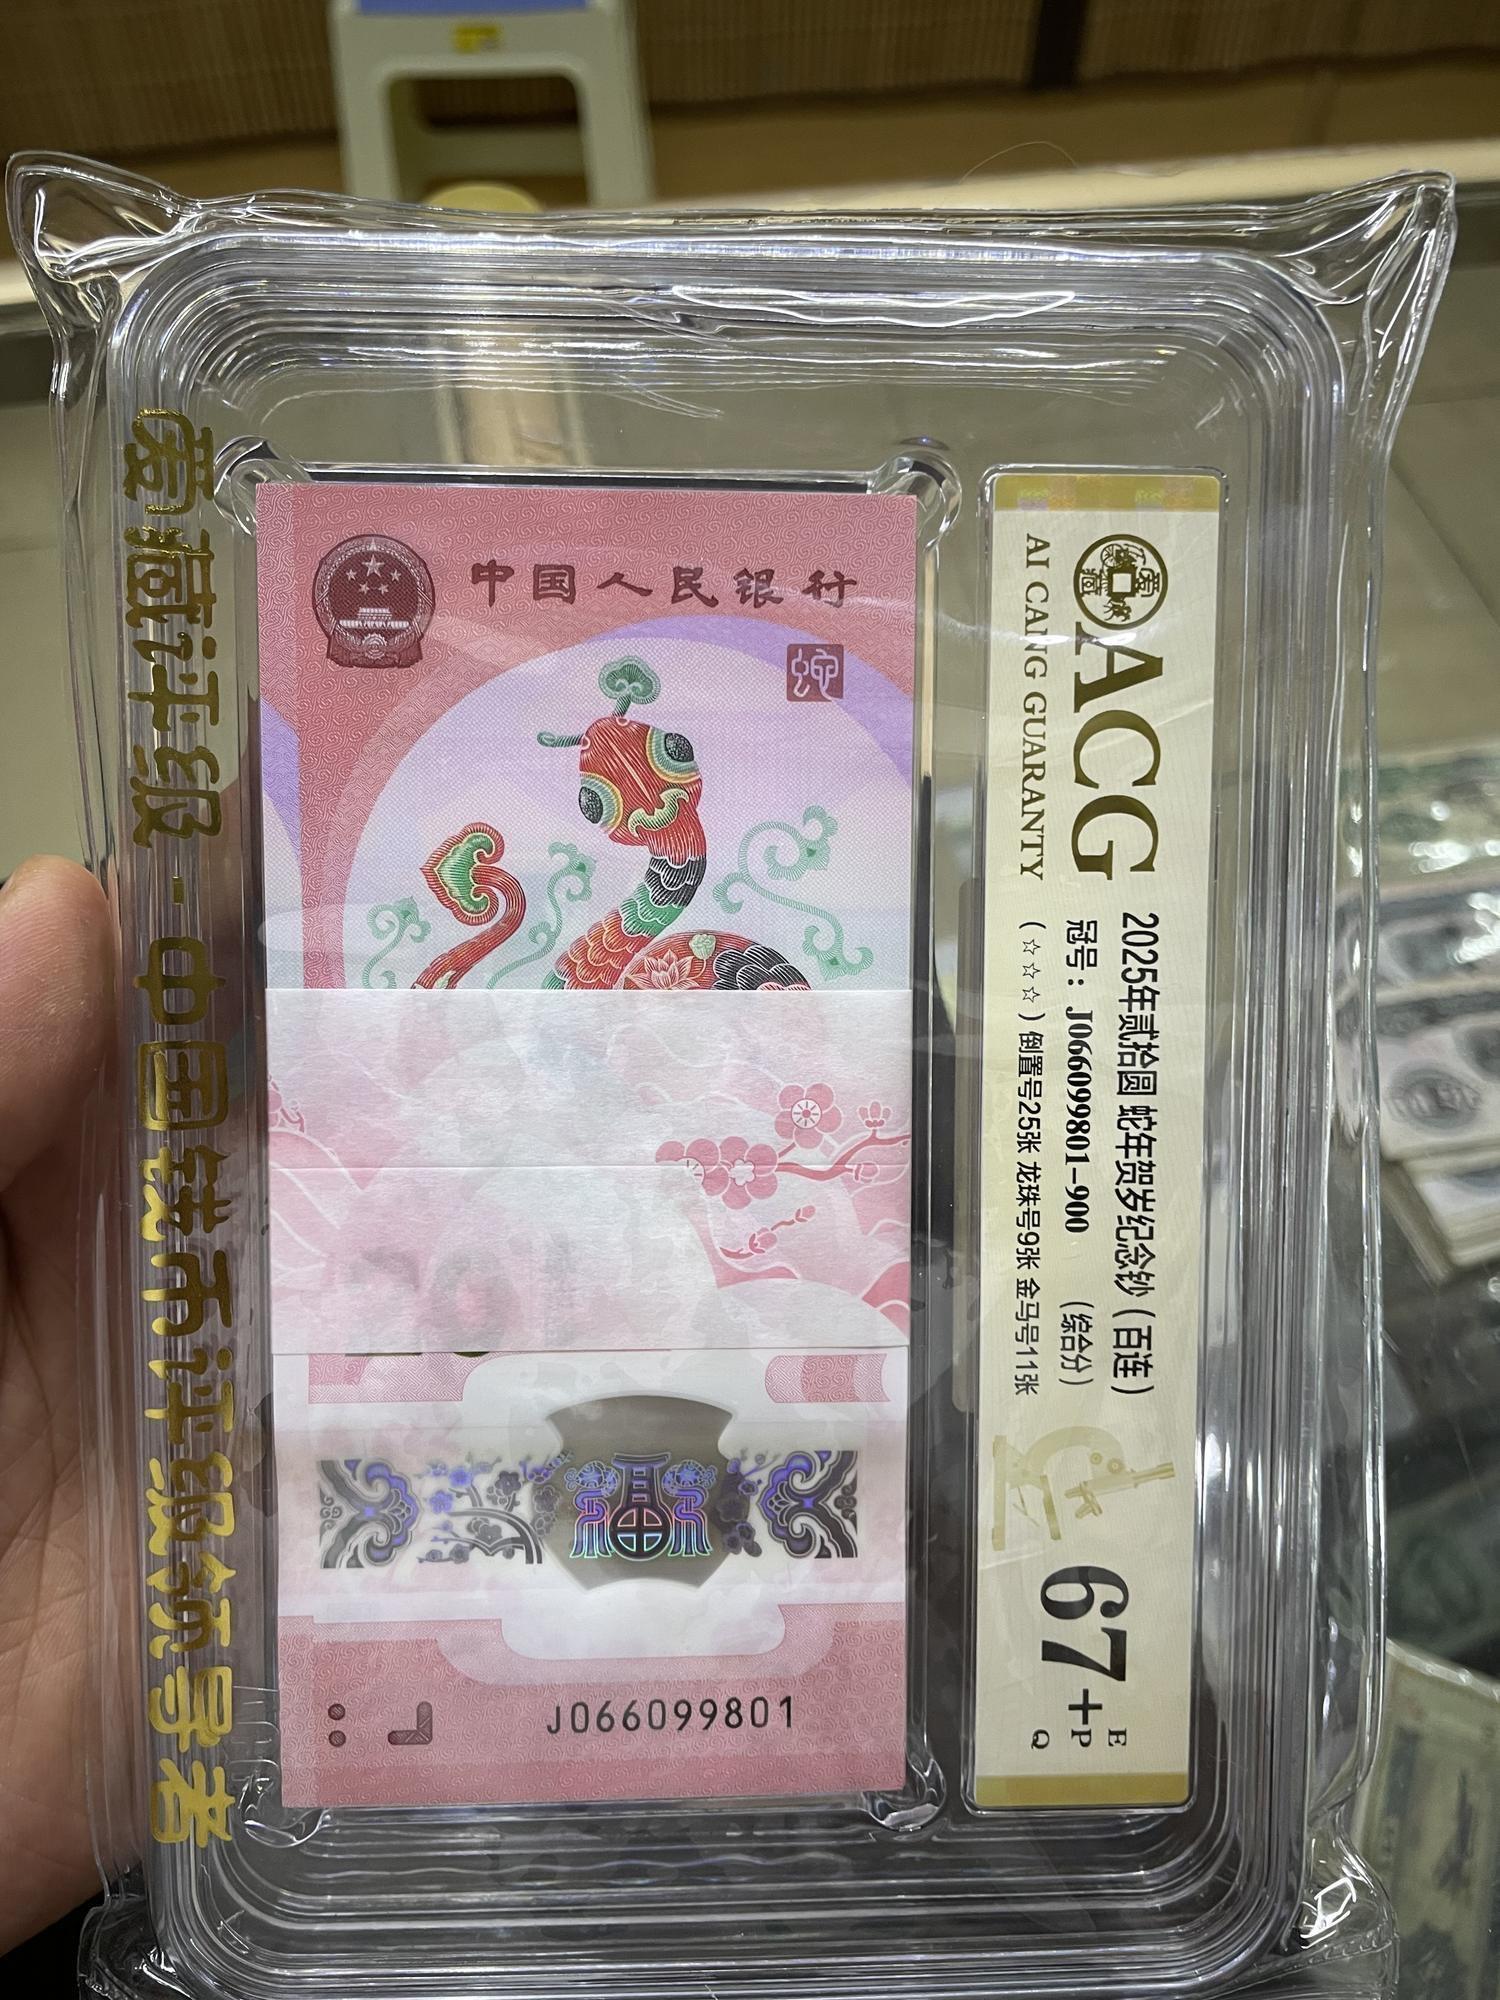 爱藏评级-中国钱币评级领导者
中国人民银行
蛇
J066099801
ACG
AI CANG GUARANTY
2025年贰拾圆 蛇年贺岁纪念钞（百连）
冠号：J066099801-900 （综合分）
（☆☆☆）倒置号25张 龙珠号9张 金马号11张
67+
E
P
Q